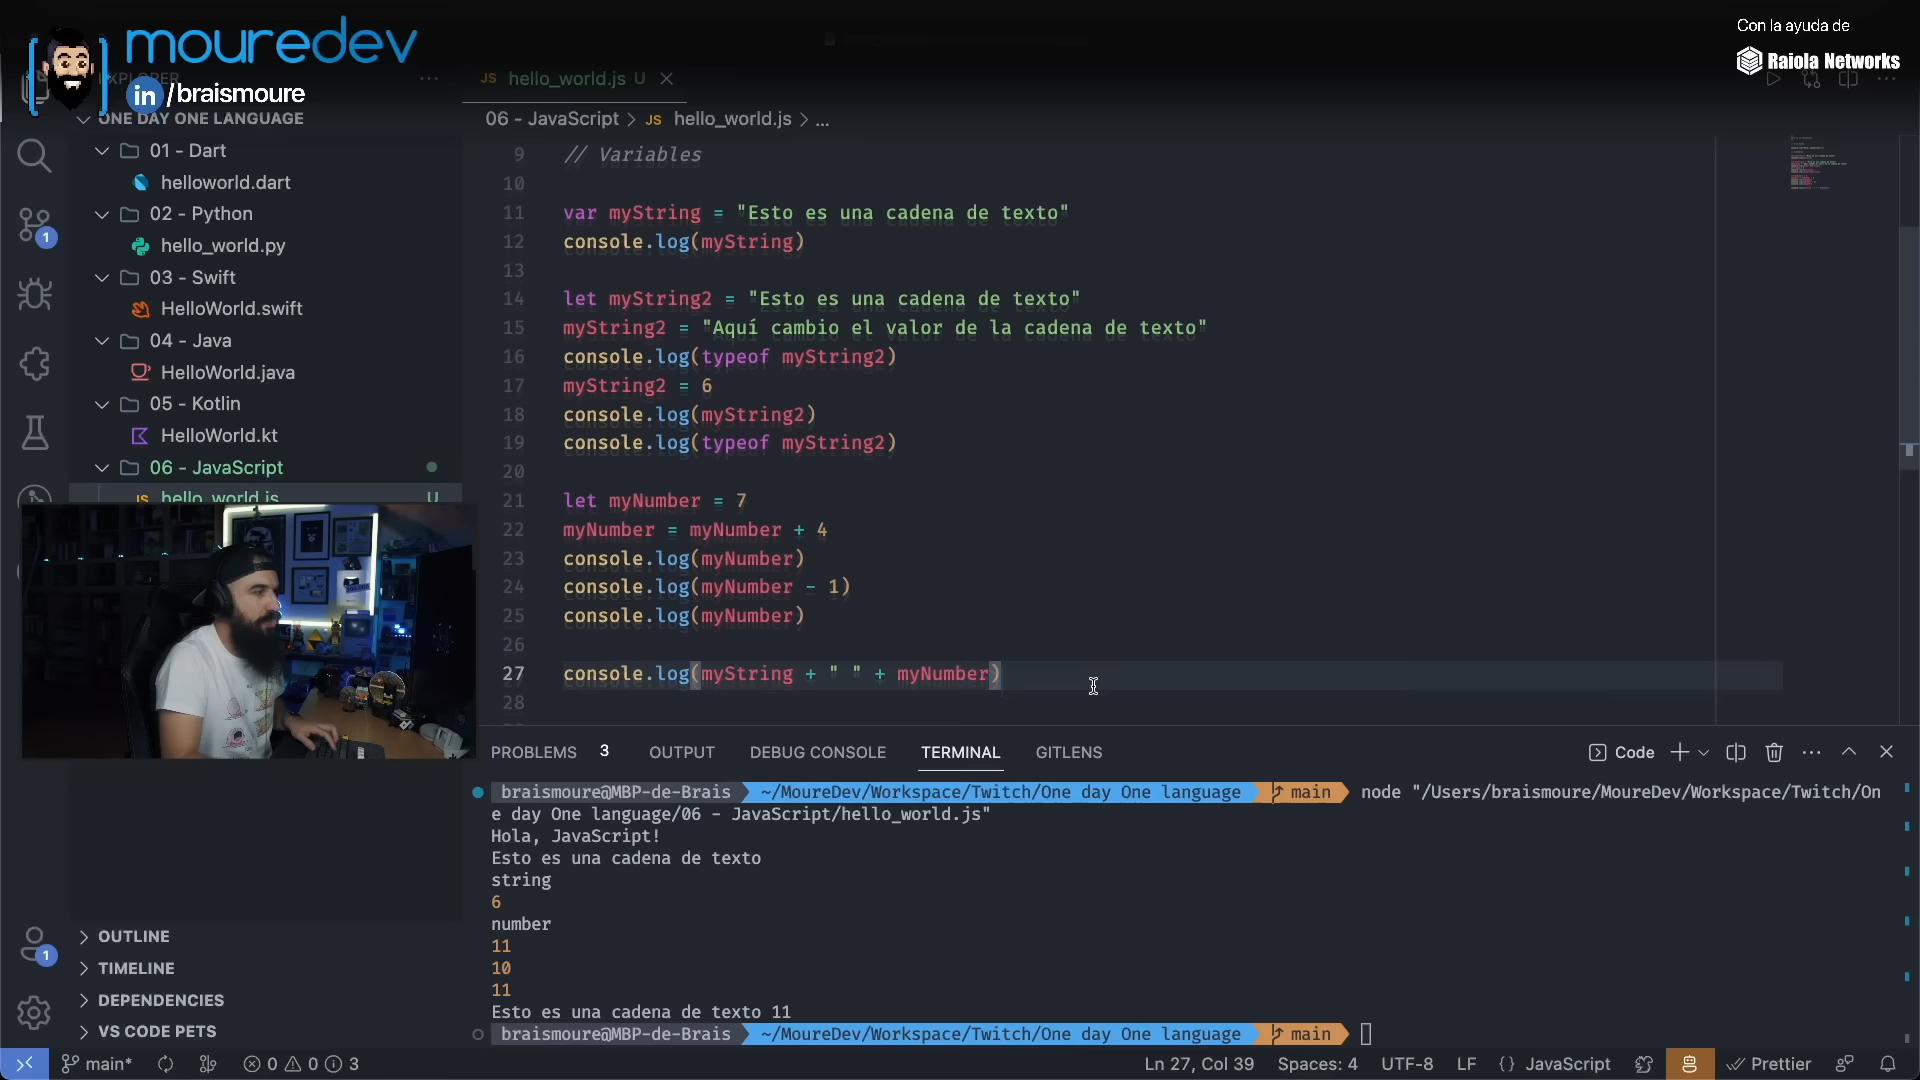 mouredev
in /braismoure
Con la ayuda de
Raiola Networks
EXPLORER
ONE DAY ONE LANGUAGE
01 - Dart
helloworld.dart
02 - Python
hello_world.py
03 - Swift
HelloWorld.swift
04 - Java
HelloWorld.java
05 - Kotlin
HelloWorld.kt
06 - JavaScript
JS hello_world.js U
OUTLINE
TIMELINE
DEPENDENCIES
VS CODE PETS
JS hello_world.js U
06 - JavaScript > JS hello_world.js > ...
9 // Variables
10
11 var myString = "Esto es una cadena de texto"
12 console.log(myString)
13
14 let myString2 = "Esto es una cadena de texto"
15 myString2 = "Aquí cambio el valor de la cadena de texto"
16 console.log(typeof myString2)
17 myString2 = 6
18 console.log(myString2)
19 console.log(typeof myString2)
20
21 let myNumber = 7
22 myNumber = myNumber + 4
23 console.log(myNumber)
24 console.log(myNumber - 1)
25 console.log(myNumber)
26
27 console.log(myString + " " + myNumber)
28
PROBLEMS 3 OUTPUT DEBUG CONSOLE TERMINAL GITLENS
Code
braismoure@MBP-de-Brais ~/MoureDev/Workspace/Twitch/One day One language main node "/Users/braismoure/MoureDev/Workspace/Twitch/On
e day One language/06 - JavaScript/hello_world.js"
Hola, JavaScript!
Esto es una cadena de texto
string
6
number
11
10
11
Esto es una cadena de texto 11
braismoure@MBP-de-Brais ~/MoureDev/Workspace/Twitch/One day One language main
1
1
main* 0 0 3
Ln 27, Col 39 Spaces: 4 UTF-8 LF {} JavaScript Prettier